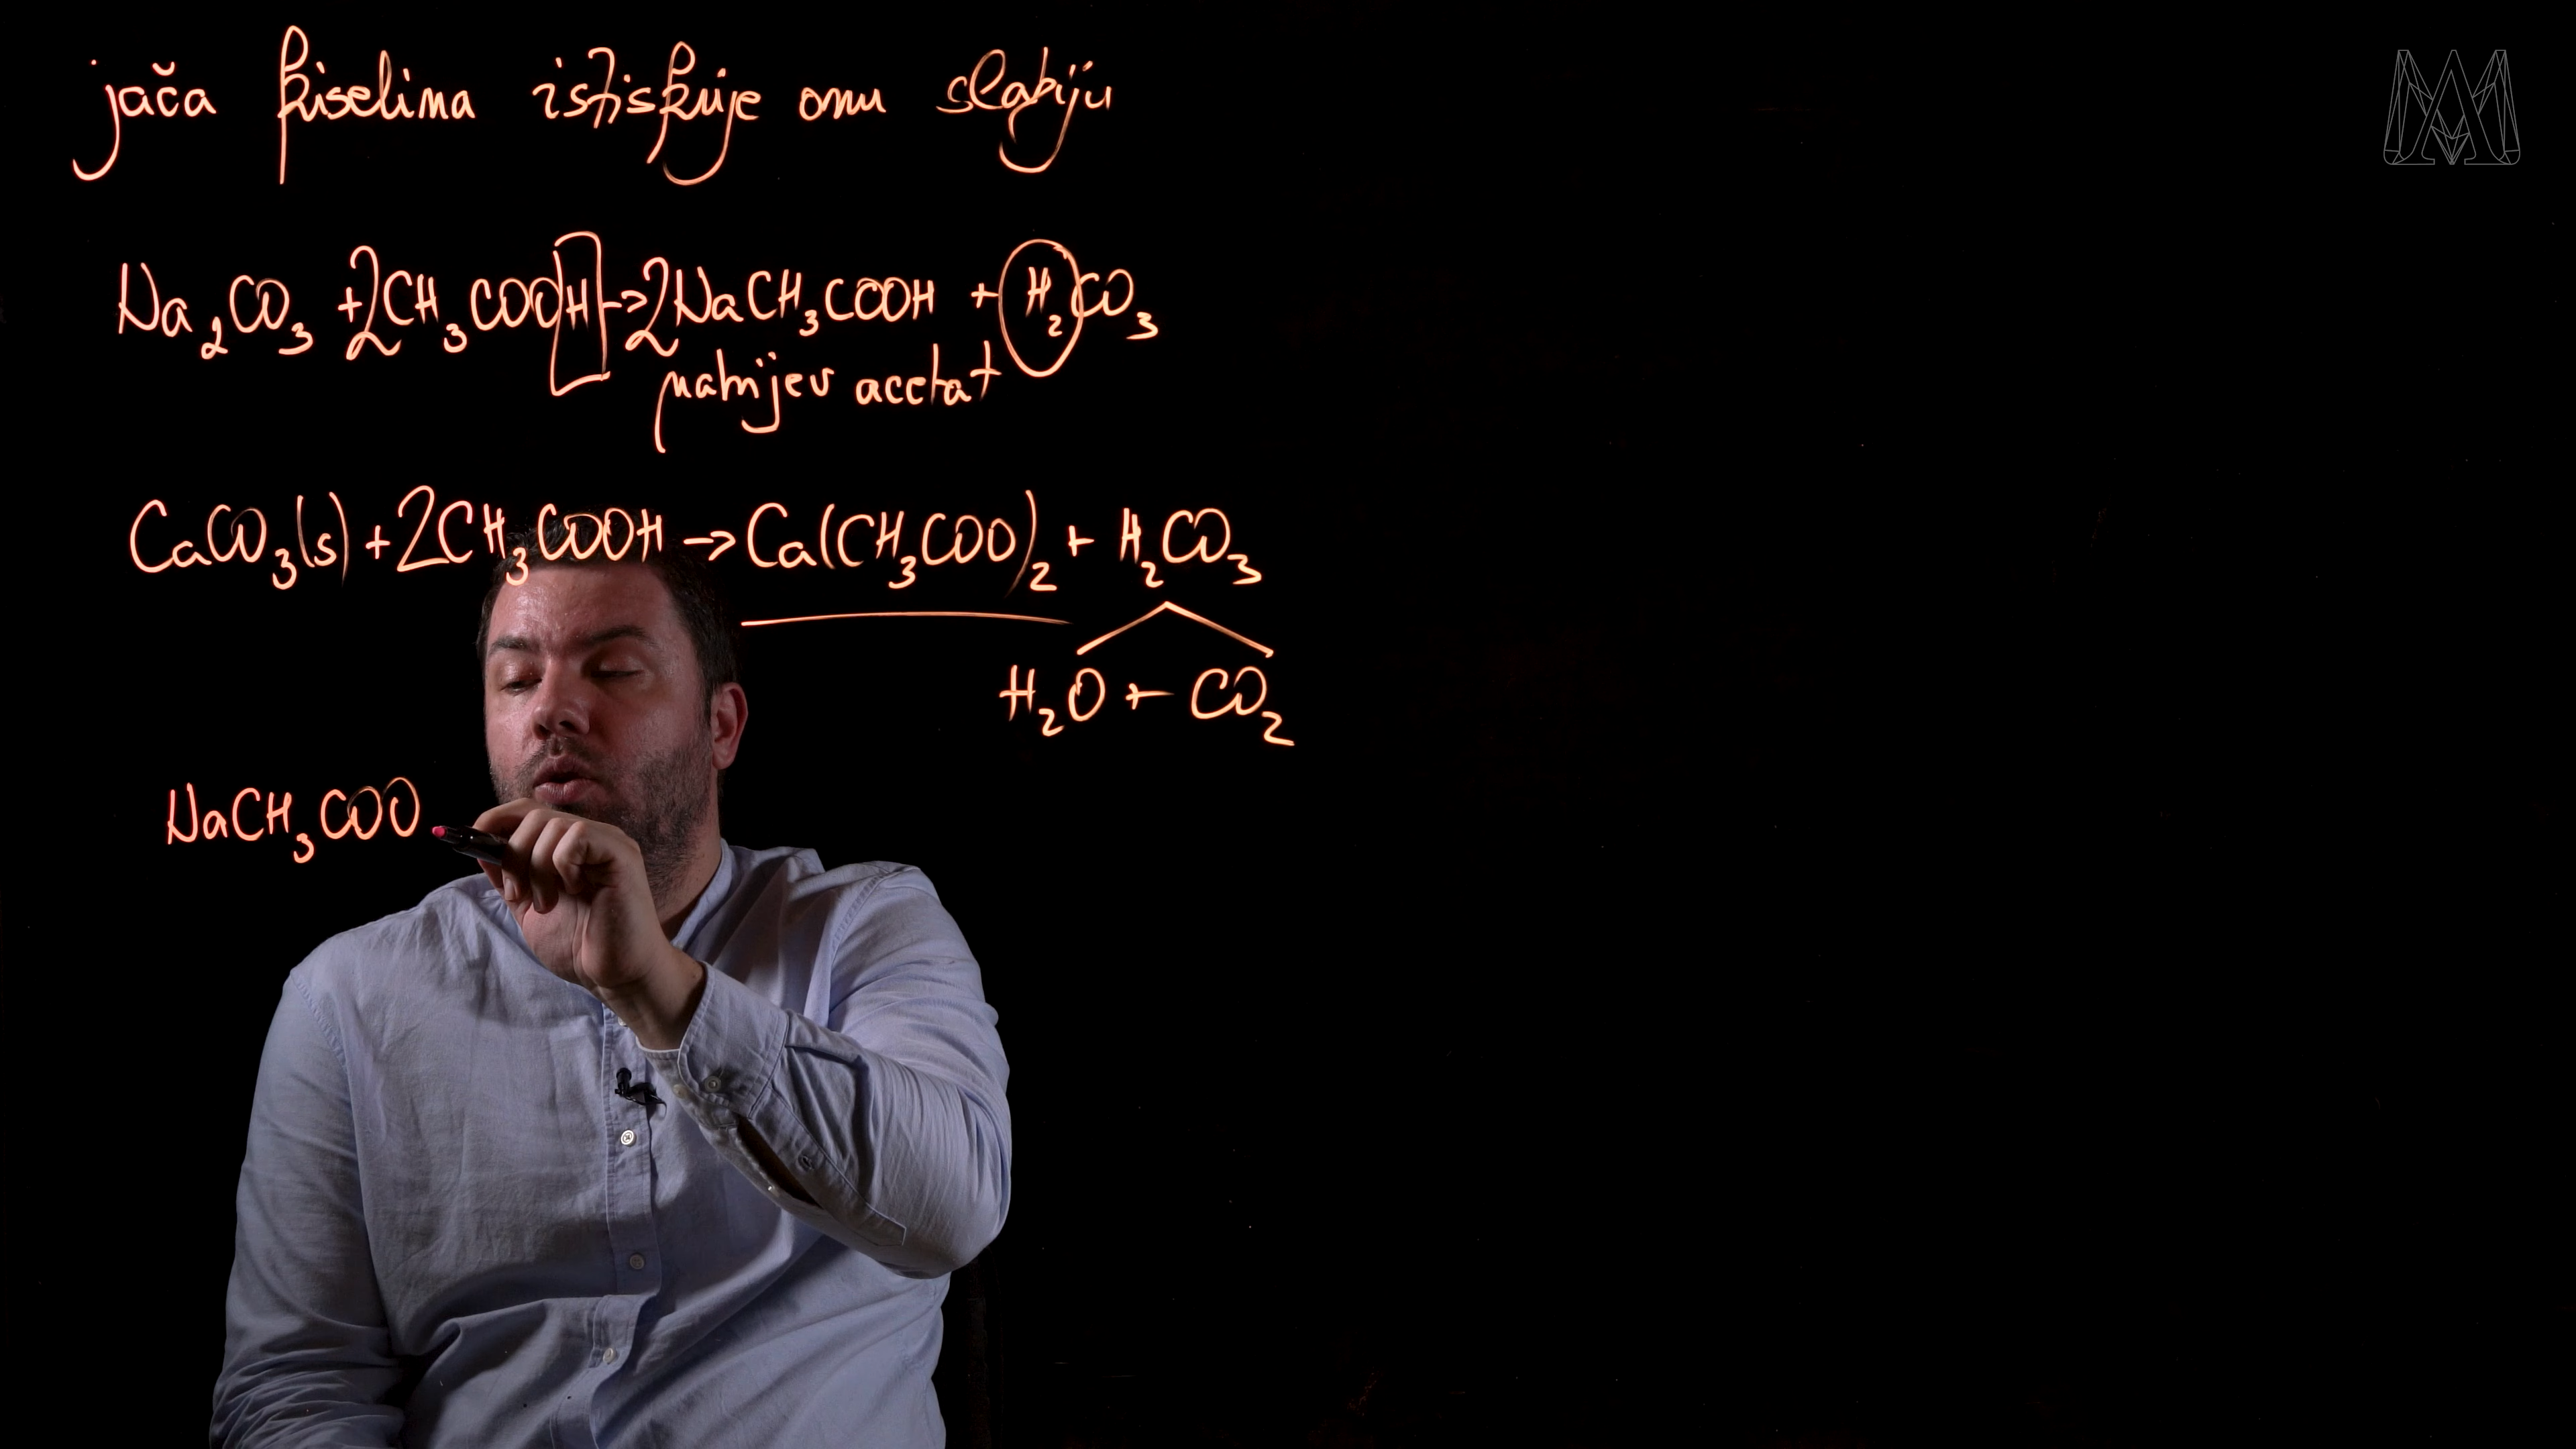 jača kiselina istiskuje onu slabiju
Na₂CO₃ + 2CH₃COOH → 2NaCH₃COOH + H₂CO₃
natrijev acetat
CaCO₃(s) + 2CH₃COOH → Ca(CH₃COO)₂ + H₂CO₃
H₂O + CO₂
NaCH₃COO